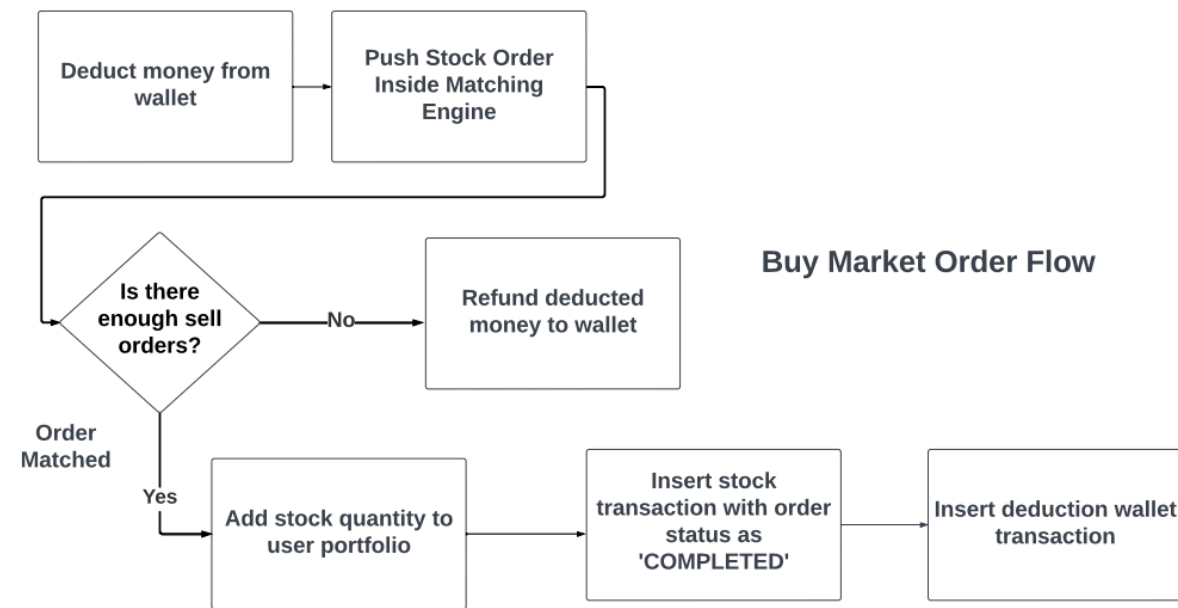 Deduct money from
wallet
Push Stock Order
Inside Matching
Engine
Is there
enough sell
orders?
No
Refund deducted
money to wallet
Buy Market Order Flow
Order
Matched
Yes
Add stock quantity to
user portfolio
Insert stock
transaction with order
status as
'COMPLETED'
Insert deduction wallet
transaction